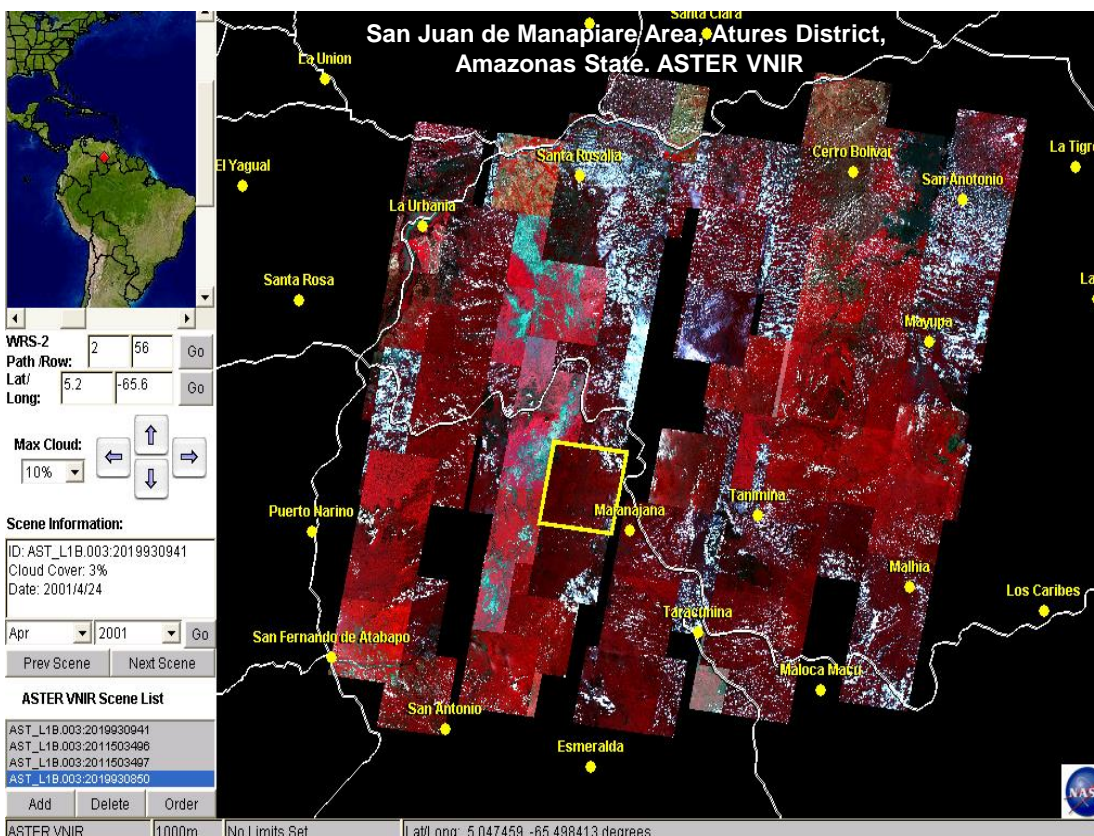 San Juan de Manapiare Area, Atures District,
Amazonas State. ASTER VNIR
Santa Clara
La Union
El Yagual
Santa Rosalia
Cerro Bolivar
La Tigre
San Anotonio
La Urbania
Santa Rosa
La
Mayupa
WRS-2
Path /Row:
2
56
Go
Lat/
Long:
5.2
-65.6
Go
Max Cloud:
10%
Puerto Narino
Tanimina
Scene Information:
ID: AST_L1B.003:2019930941
Cloud Cover: 3%
Date: 2001/4/24
Malhia
Los Caribes
Taracunina
Apr
2001
Go
San Fernando de Atabapo
Prev Scene
Next Scene
Maloca Macu
ASTER VNIR Scene List
San Antonio
AST_L1B.003:2019930941
AST_L1B.003:2011503496
AST_L1B.003:2011503497
AST_L1B.003:2019930850
Esmeralda
Add
Delete
Order
NAS
ASTER VNIR
1000m
No Limits Set
Lat/Long: 5.047459, -65.498413 degrees